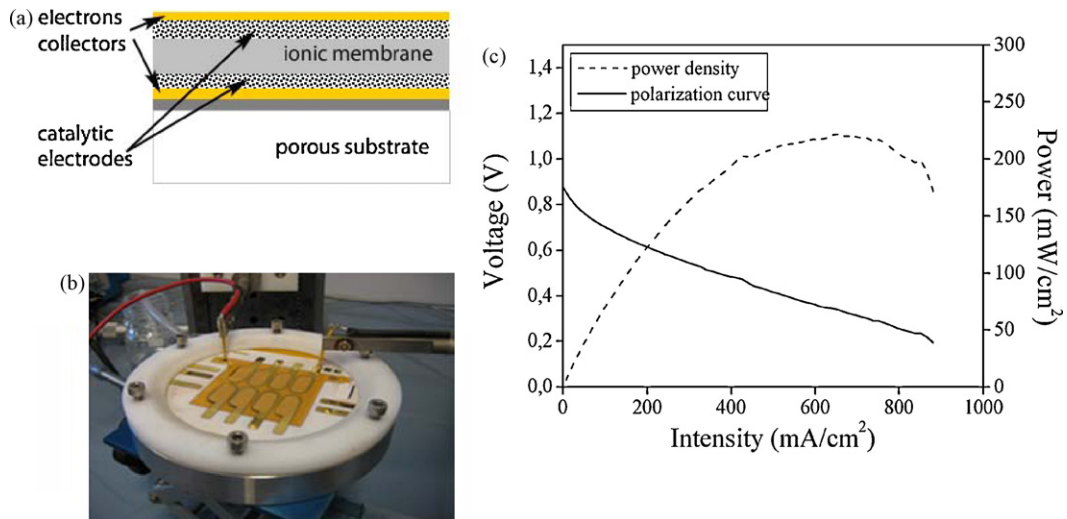 (a)
electrons
collectors
ionic membrane
catalytic
electrodes
porous substrate
(b)
(c)
power density
polarization curve
Voltage (V)
1,4
1,2
1,0
0,8
0,6
0,4
0,2
0,0
0
200
400
600
800
1000
Intensity (mA/cm²)
300
250
200
150
100
50
0
Power (mW/cm²)